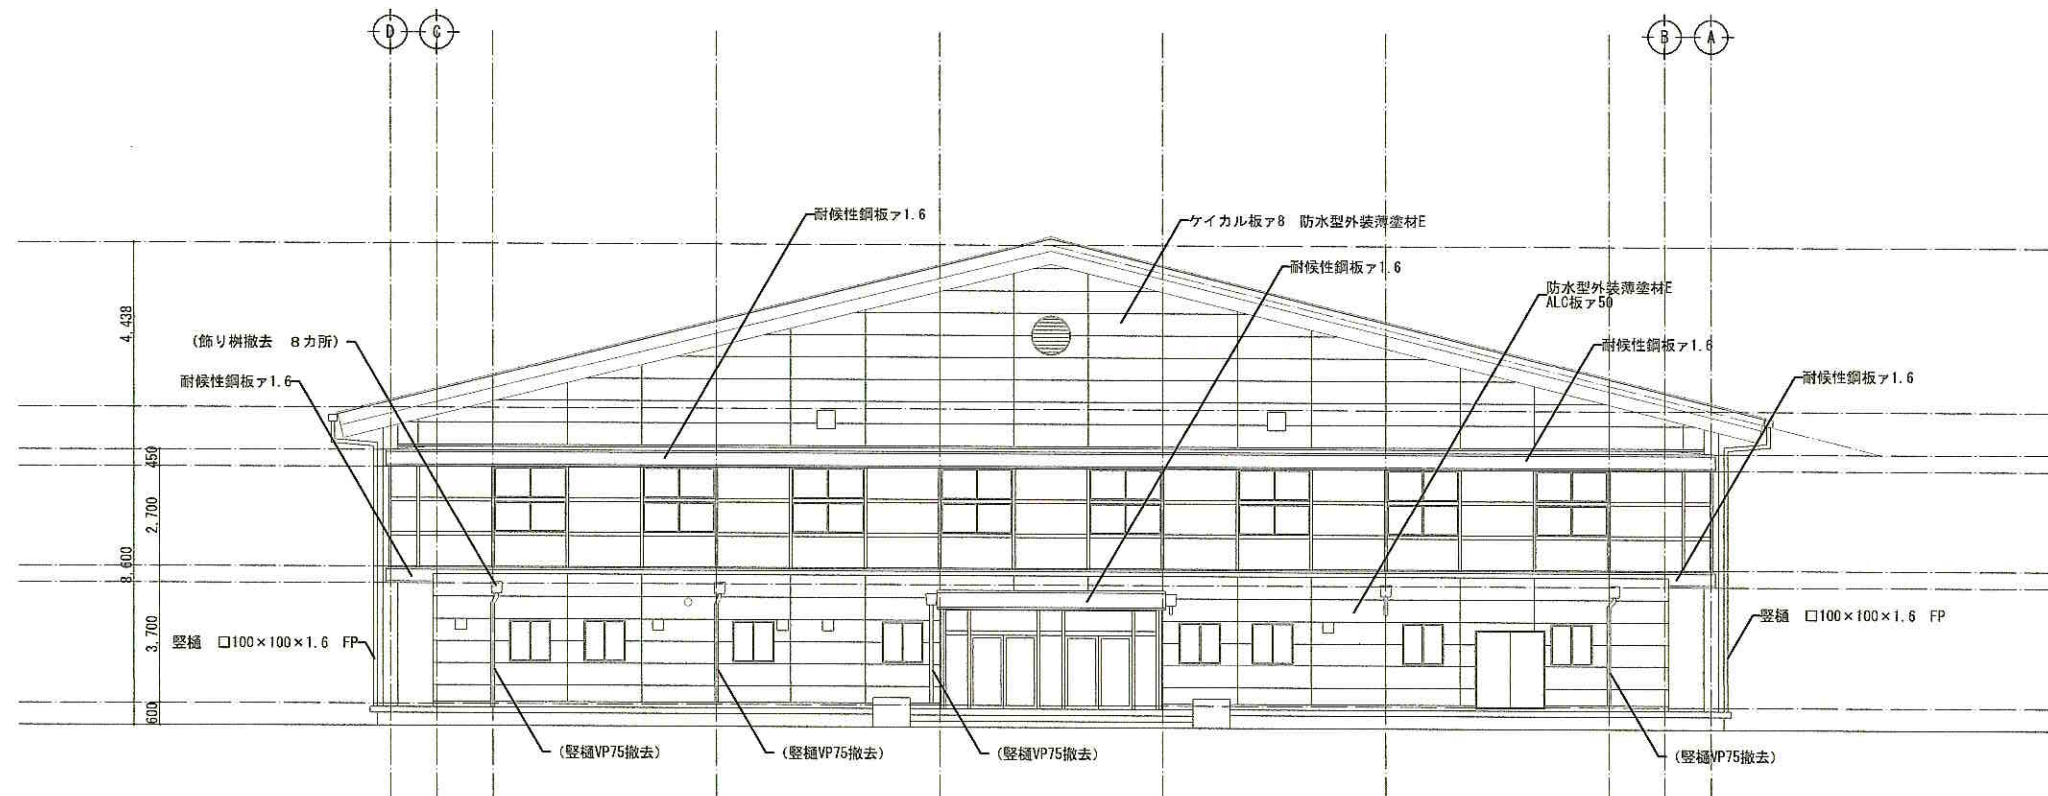 D C B A
耐候性鋼板ァ1.6
ケイカル板ァ8 防水型外装薄塗材E
耐候性鋼板ァ1.6
防水型外装薄塗材E
ALC板ァ50
(飾り桝撤去 8カ所)
耐候性鋼板ァ1.6
耐候性鋼板ァ1.6
耐候性鋼板ァ1.6
4,438
450
2,700
8,600
3,700
600
竪樋 □100×100×1.6 FP
竪樋 □100×100×1.6 FP
(竪樋VP75撤去)
(竪樋VP75撤去)
(竪樋VP75撤去)
(竪樋VP75撤去)